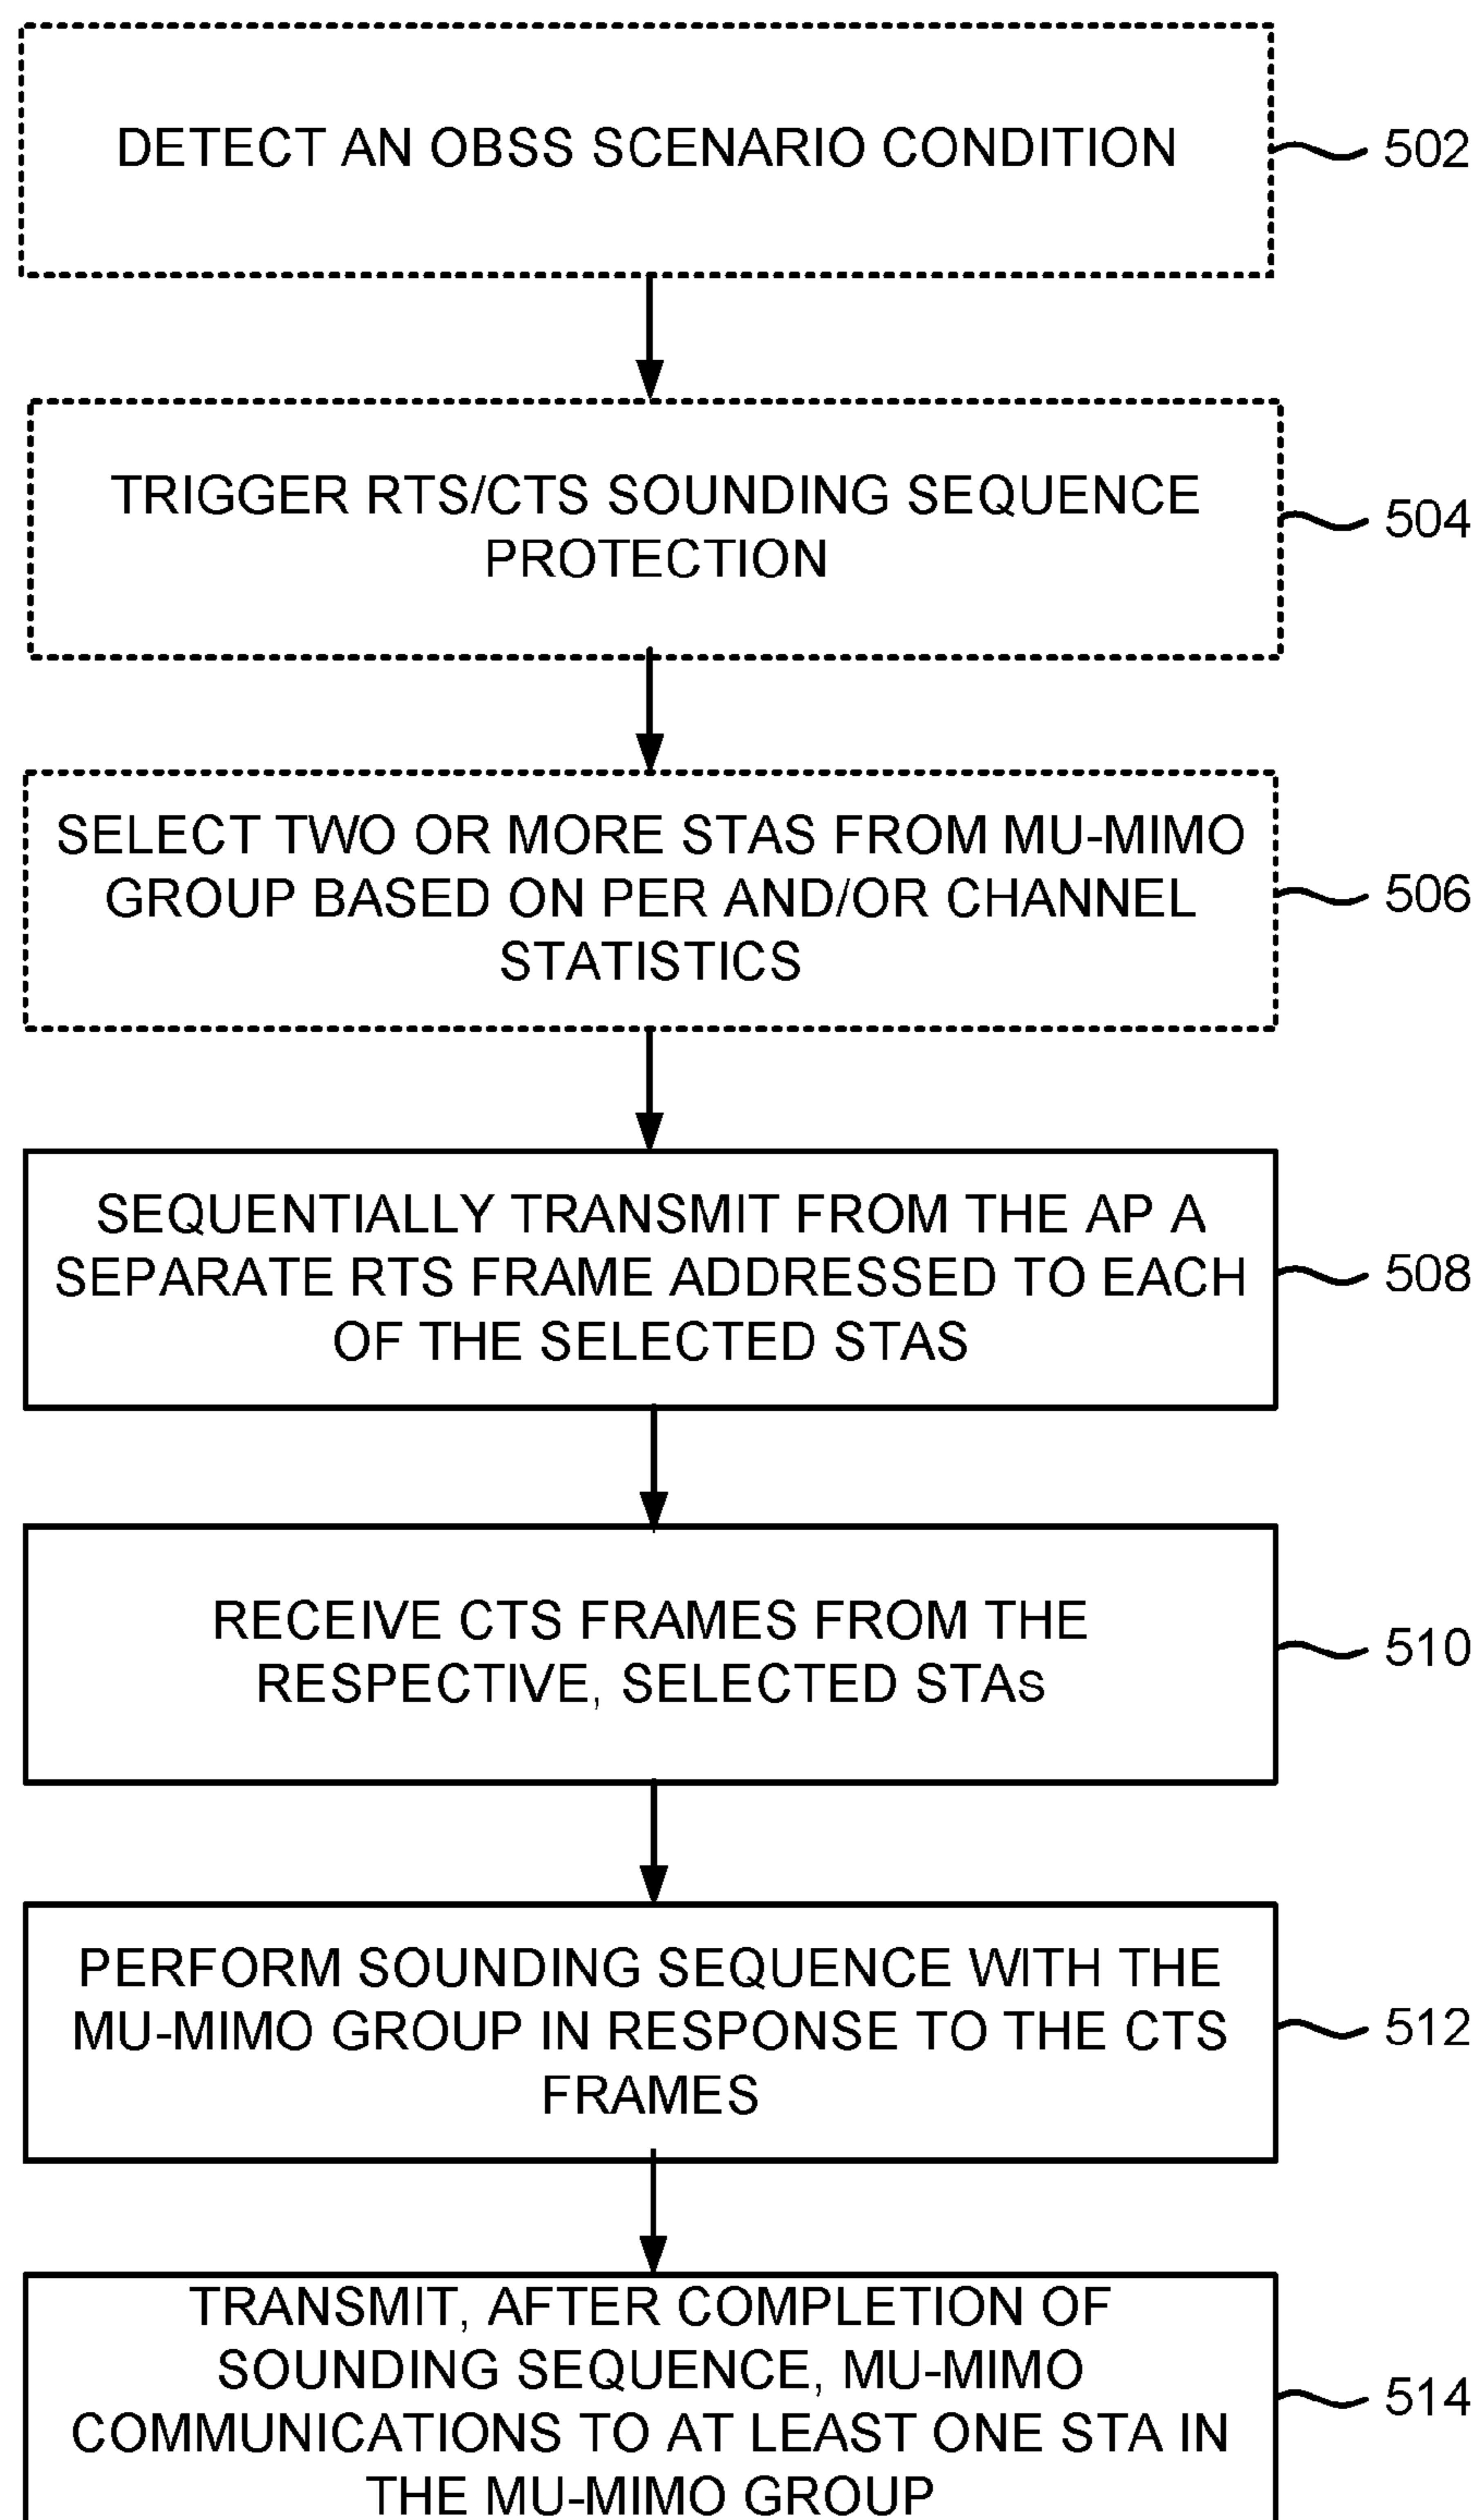 DETECT AN OBSS SCENARIO CONDITION
502
TRIGGER RTS/CTS SOUNDING SEQUENCE
PROTECTION
504
SELECT TWO OR MORE STAS FROM MU-MIMO
GROUP BASED ON PER AND/OR CHANNEL
STATISTICS
506
SEQUENTIALLY TRANSMIT FROM THE AP A
SEPARATE RTS FRAME ADDRESSED TO EACH
OF THE SELECTED STAS
508
RECEIVE CTS FRAMES FROM THE
RESPECTIVE, SELECTED STAs
510
PERFORM SOUNDING SEQUENCE WITH THE
MU-MIMO GROUP IN RESPONSE TO THE CTS
FRAMES
512
TRANSMIT, AFTER COMPLETION OF
SOUNDING SEQUENCE, MU-MIMO
COMMUNICATIONS TO AT LEAST ONE STA IN
THE MU-MIMO GROUP
514